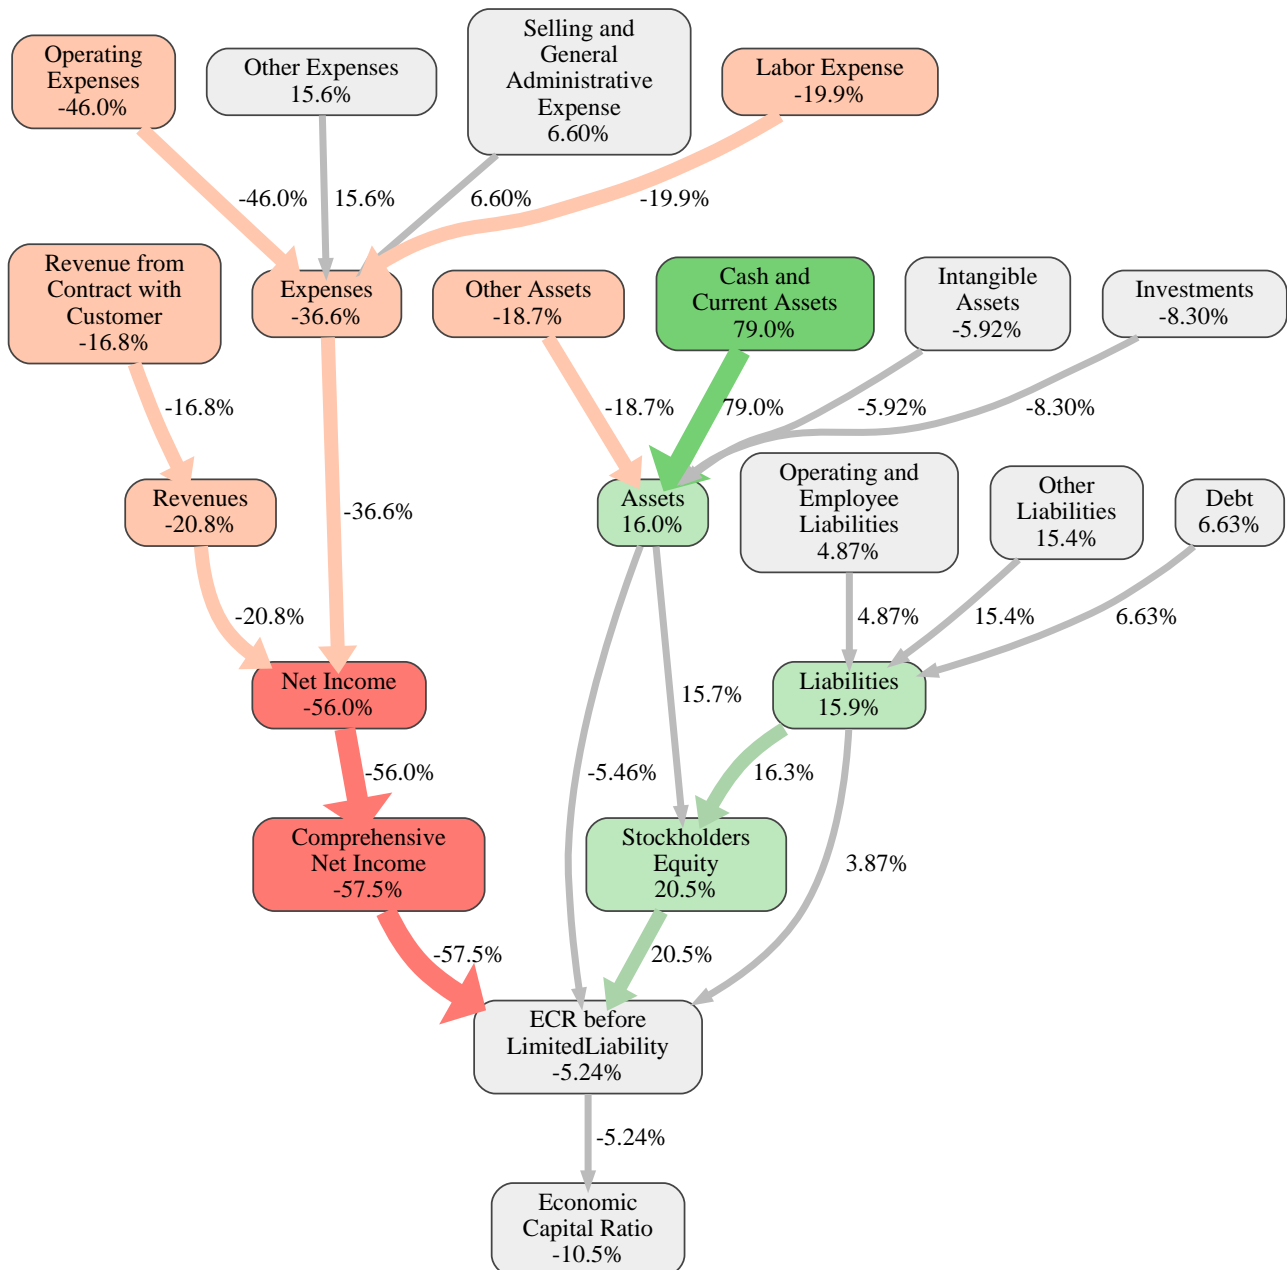 Operating
Expenses
-46.0%
Other Expenses
15.6%
Selling and
General
Administrative
Expense
6.60%
Labor Expense
-19.9%
-46.0%
15.6%
6.60%
-19.9%
Revenue from
Contract with
Customer
-16.8%
Expenses
-36.6%
Other Assets
-18.7%
Cash and
Current Assets
79.0%
Intangible
Assets
-5.92%
Investments
-8.30%
-16.8%
-18.7%
79.0%
-5.92%
-8.30%
Revenues
-20.8%
-36.6%
Assets
16.0%
Operating and
Employee
Liabilities
4.87%
Other
Liabilities
15.4%
Debt
6.63%
-20.8%
4.87%
15.4%
6.63%
Net Income
-56.0%
15.7%
Liabilities
15.9%
-56.0%
-5.46%
16.3%
Comprehensive
Net Income
-57.5%
Stockholders
Equity
20.5%
3.87%
-57.5%
20.5%
ECR before
LimitedLiability
-5.24%
-5.24%
Economic
Capital Ratio
-10.5%